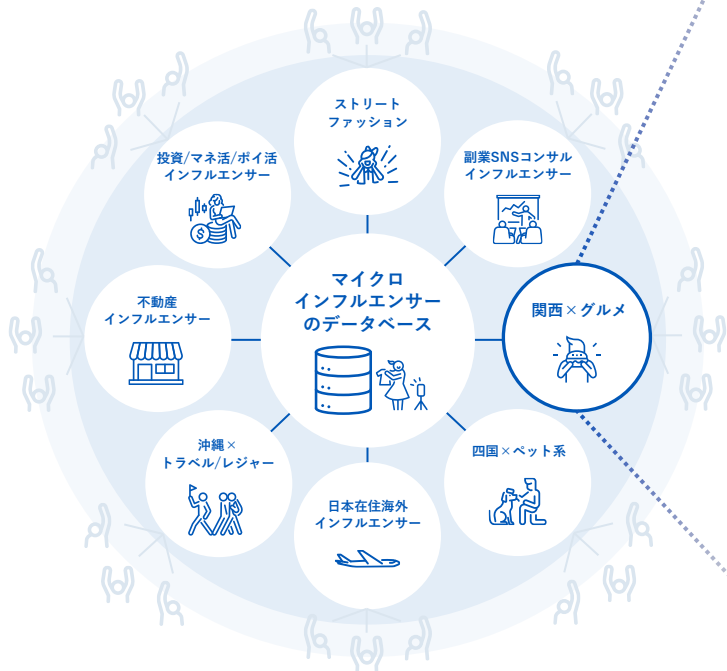 ストリート
ファッション
投資/マネ活/ポイ活
インフルエンサー
副業SNSコンサル
インフルエンサー
マイクロ
インフルエンサー
のデータベース
不動産
インフルエンサー
関西×グルメ
沖縄×
トラベル/レジャー
四国×ペット系
日本在住海外
インフルエンサー